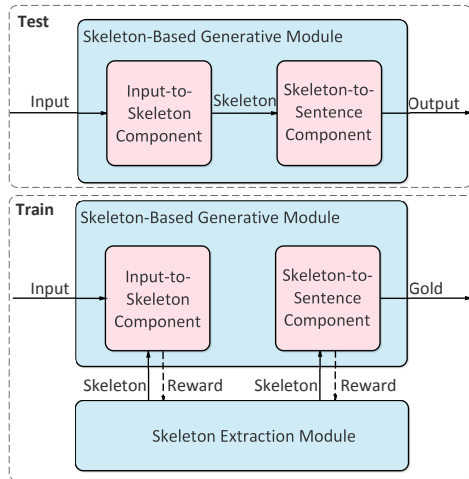 Test
Skeleton-Based Generative Module
Input
Input-to-
Skeleton
Component
Skeleton
Skeleton-to-
Sentence
Component
Output
Train
Skeleton-Based Generative Module
Input
Input-to-
Skeleton
Component
Skeleton-to-
Sentence
Component
Gold
Skeleton
Reward
Skeleton
Reward
Skeleton Extraction Module